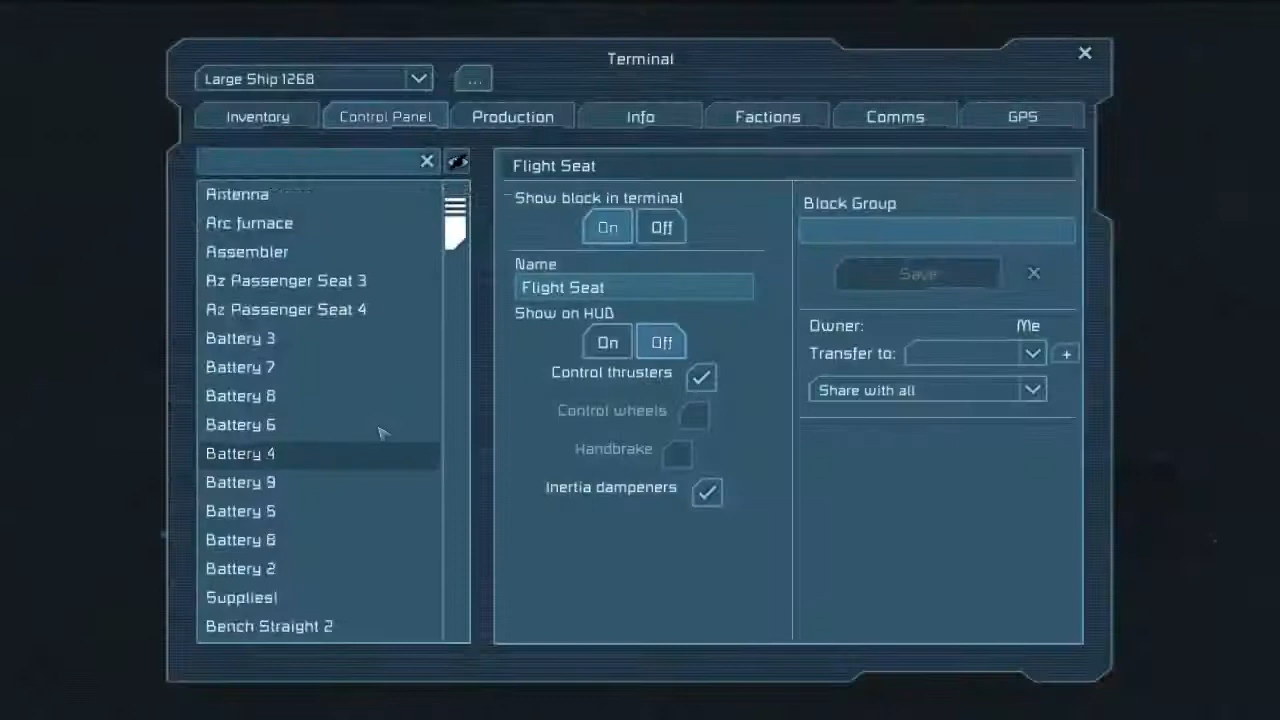 Terminal
Large Ship 1268
...
Inventory
Control Panel
Production
Info
Factions
Comms
GPS
Antenna
Arc furnace
Assembler
Az Passenger Seat 3
Az Passenger Seat 4
Battery 3
Battery 7
Battery 8
Battery 6
Battery 4
Battery 9
Battery 5
Battery 6
Battery 2
Supplies!
Bench Straight 2
Flight Seat
Show block in terminal
On
Off
Name
Flight Seat
Show on HUD
On
Off
Control thrusters
Control wheels
Handbrake
Inertia dampeners
Block Group
Save
Owner: Me
Transfer to:
+
Share with all